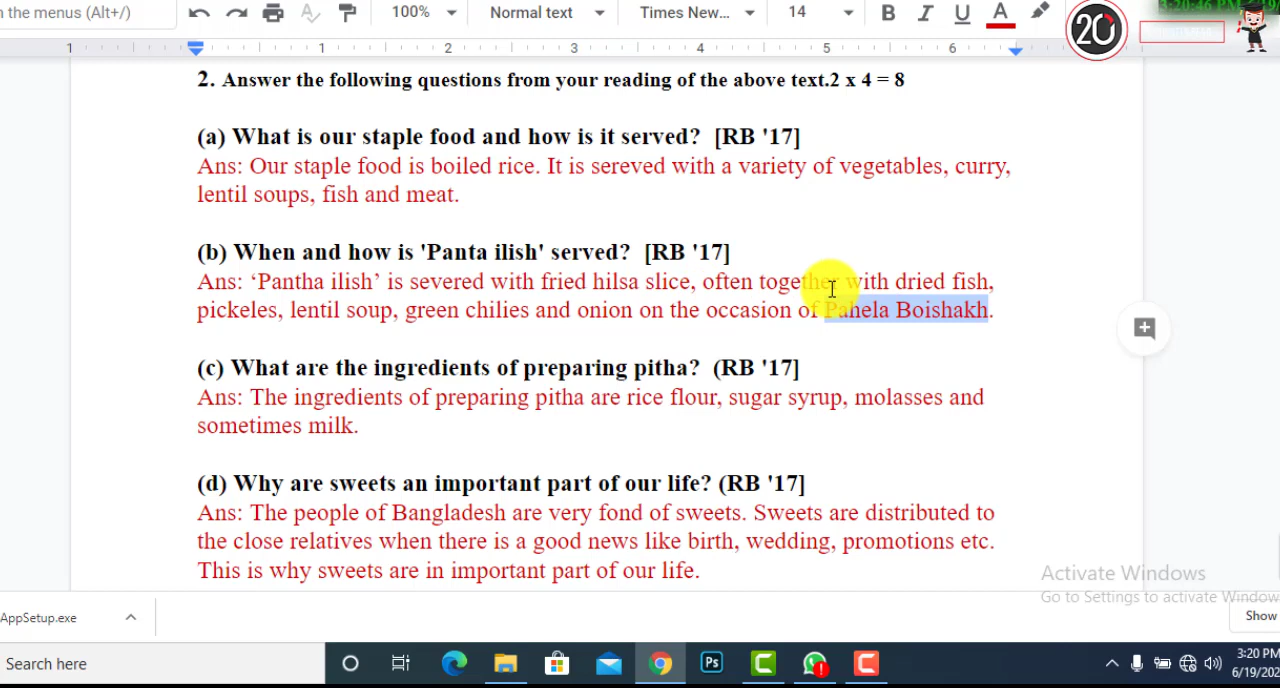 n the menus (Alt+/)
100%
Normal text
Times New...
14
B I U A
20
1 1 2 3 4 5 6
2. Answer the following questions from your reading of the above text.2 x 4 = 8
(a) What is our staple food and how is it served? [RB '17]
Ans: Our staple food is boiled rice. It is sereved with a variety of vegetables, curry,
lentil soups, fish and meat.
(b) When and how is 'Panta ilish' served? [RB '17]
Ans: ‘Pantha ilish’ is severed with fried hilsa slice, often together with dried fish,
pickeles, lentil soup, green chilies and onion on the occasion of Pahela Boishakh.
(c) What are the ingredients of preparing pitha? (RB '17]
Ans: The ingredients of preparing pitha are rice flour, sugar syrup, molasses and
sometimes milk.
(d) Why are sweets an important part of our life? (RB '17]
Ans: The people of Bangladesh are very fond of sweets. Sweets are distributed to
the close relatives when there is a good news like birth, wedding, promotions etc.
This is why sweets are in important part of our life.
Activate Windows
Go to Settings to activate Window
AppSetup.exe
Show
Search here
Ps
3:20 PM
6/19/202